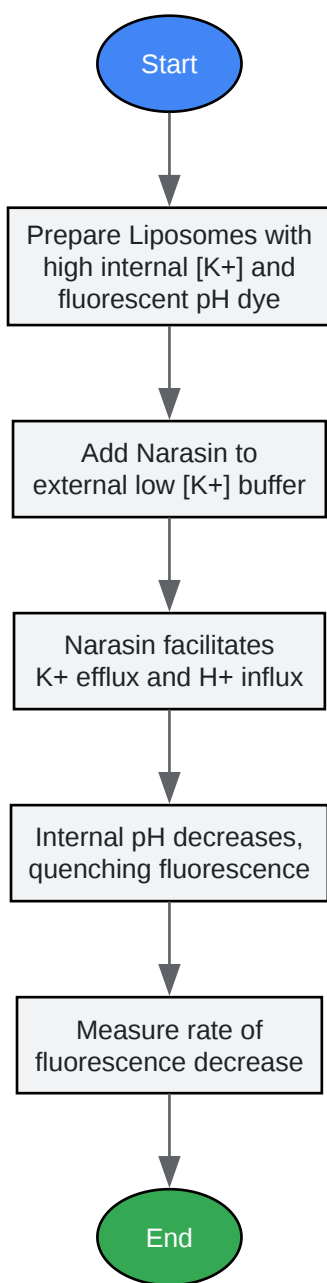 Start
Prepare Liposomes with
high internal [K+] and
fluorescent pH dye
Add Narasin to
external low [K+] buffer
Narasin facilitates
K+ efflux and H+ influx
Internal pH decreases,
quenching fluorescence
Measure rate of
fluorescence decrease
End